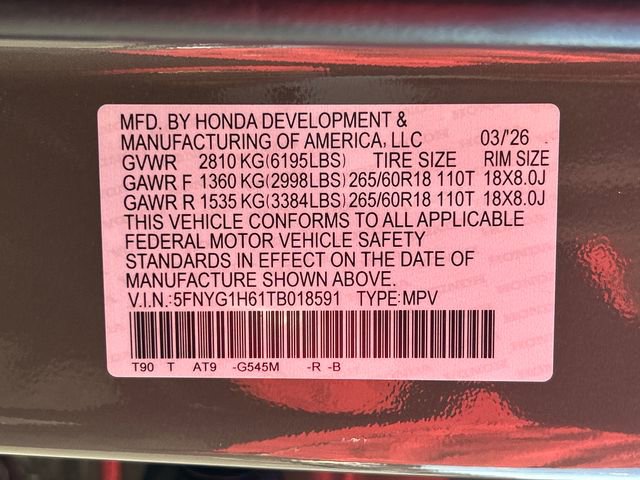 MFD. BY HONDA DEVELOPMENT &
MANUFACTURING OF AMERICA, LLC 03/'26
GVWR 2810 KG(6195LBS) TIRE SIZE RIM SIZE
GAWR F 1360 KG(2998LBS) 265/60R18 110T 18X8.0J
GAWR R 1535 KG(3384LBS) 265/60R18 110T 18X8.0J
THIS VEHICLE CONFORMS TO ALL APPLICABLE
FEDERAL MOTOR VEHICLE SAFETY
STANDARDS IN EFFECT ON THE DATE OF
MANUFACTURE SHOWN ABOVE.
V.I.N.:5FNYG1H61TB018591 TYPE:MPV
T90 T AT9 -G545M -R -B